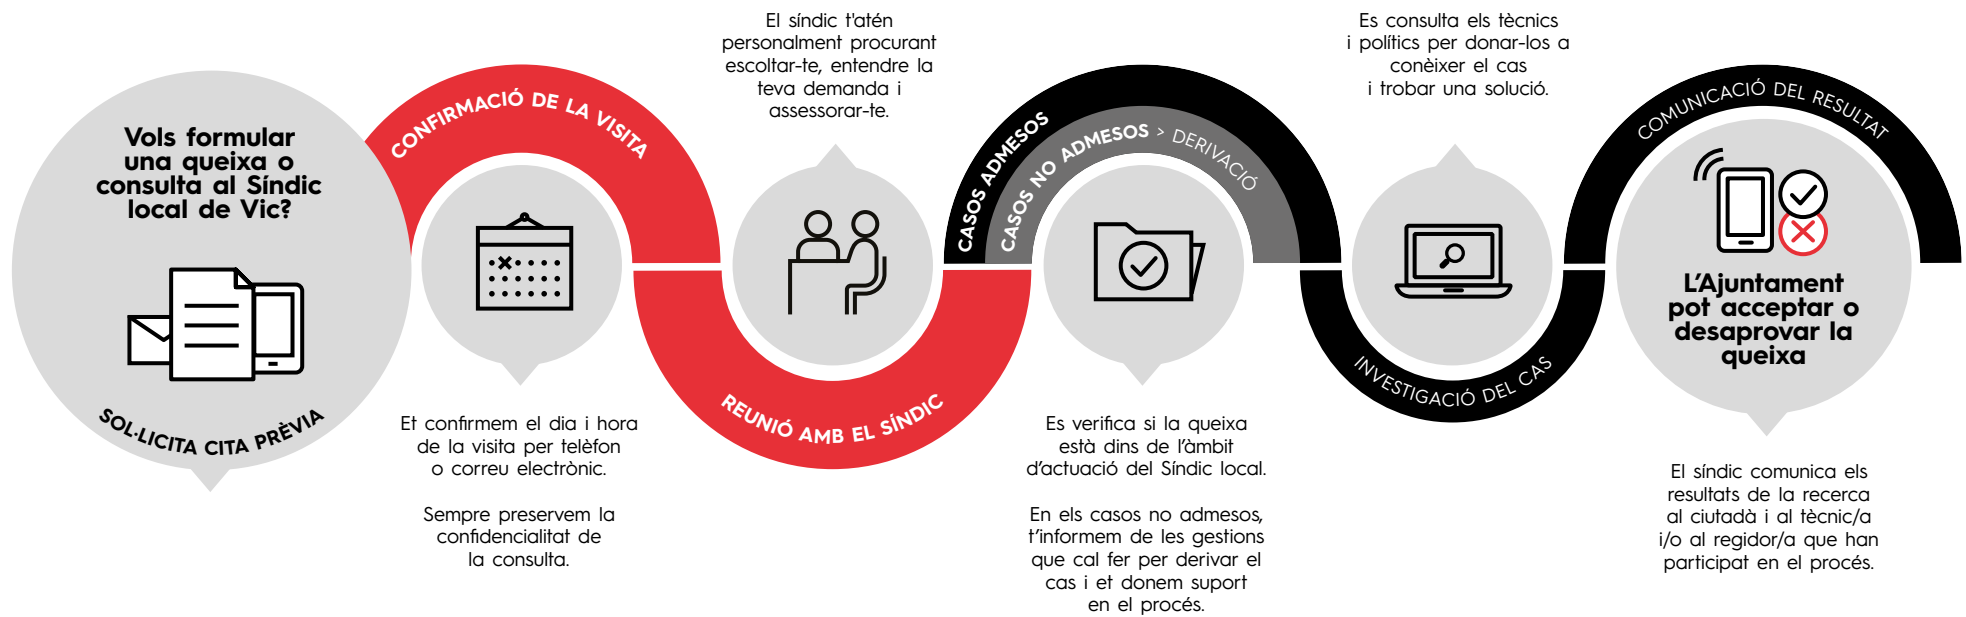 Vols formular
una queixa o
consulta al Síndic
local de Vic?
SOL·LICITA CITA PRÈVIA
CONFIRMACIÓ DE LA VISITA
Et confirmem el dia i hora
de la visita per telèfon
o correu electrònic.
Sempre preservem la
confidencialitat de
la consulta.
El síndic t'atén
personalment procurant
escoltar-te, entendre la
teva demanda i
assessorar-te.
REUNIÓ AMB EL SÍNDIC
CASOS ADMESOS
CASOS NO ADMESOS > DERIVACIÓ
Es verifica si la queixa
està dins de l'àmbit
d'actuació del Síndic local.
En els casos no admesos,
t'informem de les gestions
que cal fer per derivar el
cas i et donem suport
en el procés.
Es consulta els tècnics
i polítics per donar-los a
conèixer el cas
i trobar una solució.
INVESTIGACIÓ DEL CAS
COMUNICACIÓ DEL RESULTAT
L'Ajuntament
pot acceptar o
desaprovar la
queixa
El síndic comunica els
resultats de la recerca
al ciutadà i al tècnic/a
i/o al regidor/a que han
participat en el procés.